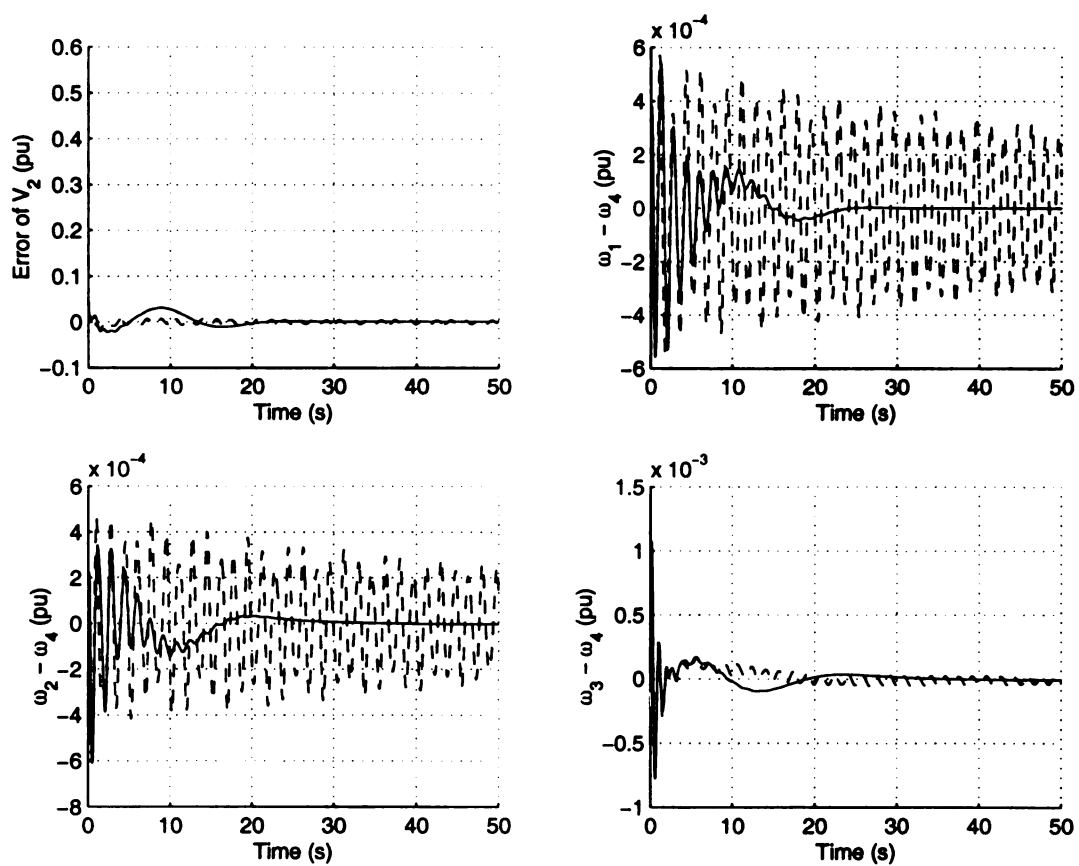 0.6
0.5
0.4
0.3
0.2
0.1
0
−0.1
Error of V2 (pu)
0 10 20 30 40 50
Time (s)
x 10−4
6
4
2
0
−2
−4
−6
ω1 − ω4 (pu)
0 10 20 30 40 50
Time (s)
x 10−4
6
4
2
0
−2
−4
−6
−8
ω2 − ω4 (pu)
0 10 20 30 40 50
Time (s)
x 10−3
1.5
1
0.5
0
−0.5
−1
ω3 − ω4 (pu)
0 10 20 30 40 50
Time (s)